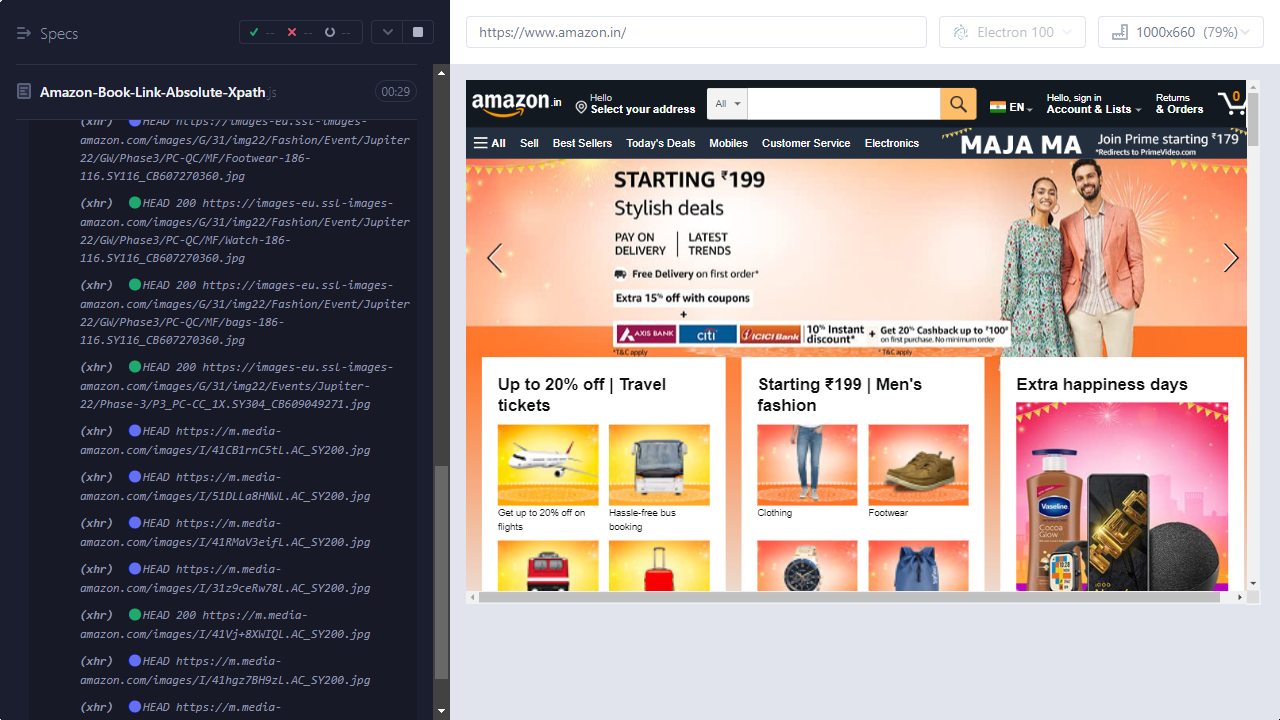 Specs
--
--
--
https://www.amazon.in/
Electron 100
1000x660 (79%)
Amazon-Book-Link-Absolute-Xpath.js
00:29
(xhr) HEAD https://images-eu.ssl-images-
amazon.com/images/G/31/img22/Fashion/Event/Jupiter
22/GW/Phase3/PC-QC/MF/Footwear-186-
116.SY116_CB607270360.jpg
(xhr) HEAD 200 https://images-eu.ssl-images-
amazon.com/images/G/31/img22/Fashion/Event/Jupiter
22/GW/Phase3/PC-QC/MF/Watch-186-
116.SY116_CB607270360.jpg
(xhr) HEAD 200 https://images-eu.ssl-images-
amazon.com/images/G/31/img22/Fashion/Event/Jupiter
22/GW/Phase3/PC-QC/MF/bags-186-
116.SY116_CB607270360.jpg
(xhr) HEAD 200 https://images-eu.ssl-images-
amazon.com/images/G/31/img22/Events/Jupiter-
22/Phase-3/P3_PC-CC_1X.SY304_CB609049271.jpg
(xhr) HEAD https://m.media-
amazon.com/images/I/41CB1rnC5tL.AC_SY200.jpg
(xhr) HEAD https://m.media-
amazon.com/images/I/51DLLa8HNWL.AC_SY200.jpg
(xhr) HEAD https://m.media-
amazon.com/images/I/41RMaV3eifL.AC_SY200.jpg
(xhr) HEAD https://m.media-
amazon.com/images/I/31z9ceRw78L.AC_SY200.jpg
(xhr) HEAD 200 https://m.media-
amazon.com/images/I/41Vj+8XWIQL.AC_SY200.jpg
(xhr) HEAD https://m.media-
amazon.com/images/I/41hgz7BH9zL.AC_SY200.jpg
(xhr) HEAD https://m.media-
amazon.in
Hello
Select your address
All
EN
Hello, sign in
Account & Lists
Returns
& Orders
0
All
Sell
Best Sellers
Today's Deals
Mobiles
Customer Service
Electronics
MAJA MA
Join Prime starting ₹179
*Redirects to PrimeVideo.com
STARTING ₹199
Stylish deals
PAY ON
DELIVERY
LATEST
TRENDS
Free Delivery on first order*
Extra 15% off with coupons
+
AXIS BANK
citi
ICICI Bank
10% Instant
discount*
+
Get 20% Cashback up to ₹100*
on first purchase. No minimum order
*T&C apply
* T&C apply
Up to 20% off | Travel
tickets
Get up to 20% off on
flights
Hassle-free bus
booking
Starting ₹199 | Men's
fashion
Clothing
Footwear
Extra happiness days
Vaseline
Cocoa
Glow